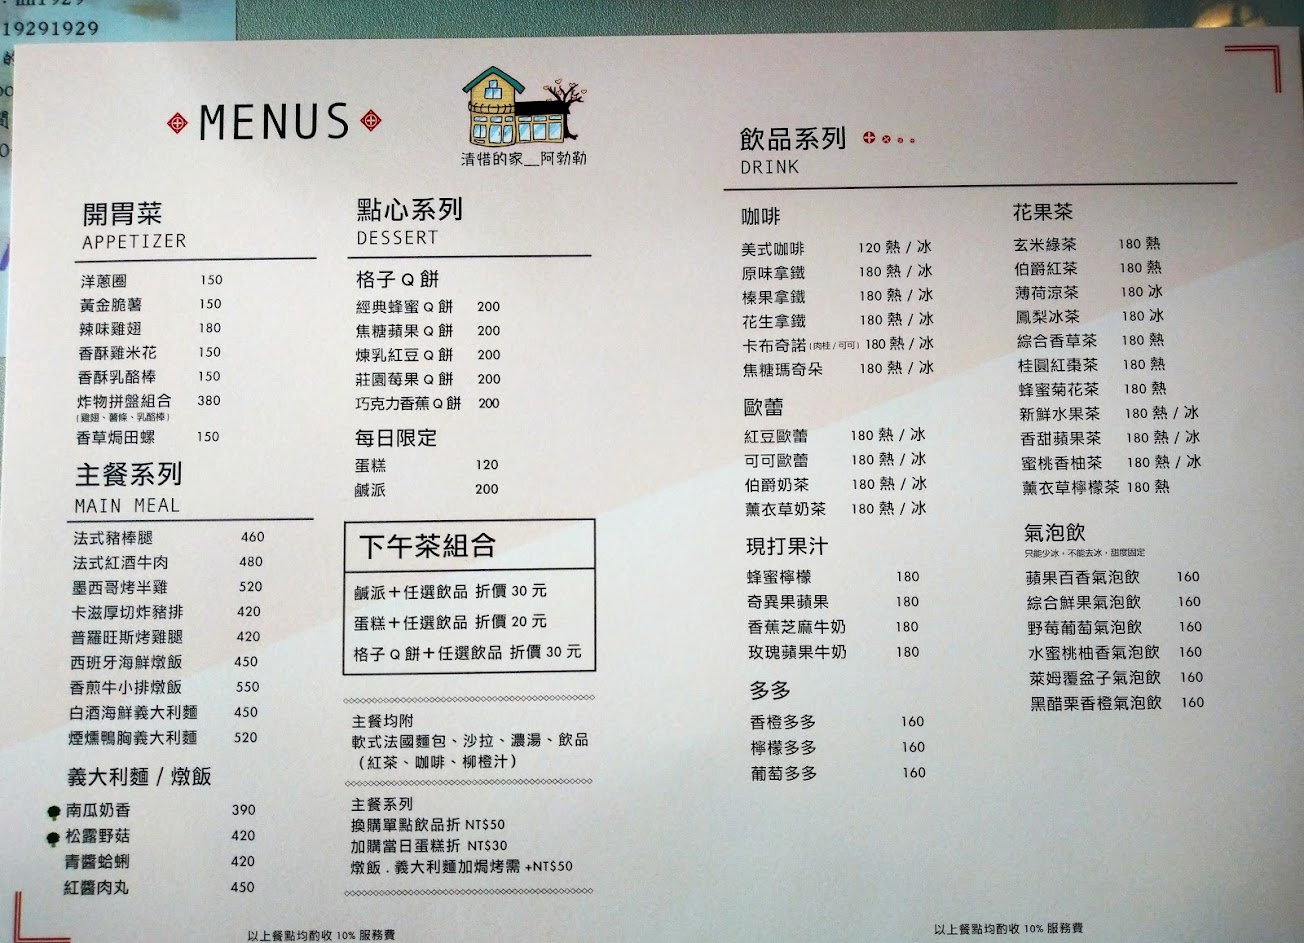 19291929
MENUS
清惜的家__阿勃勒
開胃菜
APPETIZER
洋蔥圈 150
黃金脆薯 150
辣味雞翅 180
香酥雞米花 150
香酥乳酪棒 150
炸物拼盤組合 380
(雞翅、薯條、乳酪棒)
香草焗田螺 150
主餐系列
MAIN MEAL
法式豬棒腿 460
法式紅酒牛肉 480
墨西哥烤半雞 520
卡滋厚切炸豬排 420
普羅旺斯烤雞腿 420
西班牙海鮮燉飯 450
香煎牛小排燉飯 550
白酒海鮮義大利麵 450
煙燻鴨胸義大利麵 520
義大利麵 / 燉飯
南瓜奶香 390
松露野菇 420
青醬蛤蜊 420
紅醬肉丸 450
點心系列
DESSERT
格子 Q 餅
經典蜂蜜 Q 餅 200
焦糖蘋果 Q 餅 200
煉乳紅豆 Q 餅 200
莊園莓果 Q 餅 200
巧克力香蕉 Q 餅 200
每日限定
蛋糕 120
鹹派 200
下午茶組合
鹹派＋任選飲品 折價 30 元
蛋糕＋任選飲品 折價 20 元
格子 Q 餅＋任選飲品 折價 30 元
主餐均附
軟式法國麵包、沙拉、濃湯、飲品
（紅茶、咖啡、柳橙汁）
主餐系列
換購單點飲品折 NT$50
加購當日蛋糕折 NT$30
燉飯 . 義大利麵加焗烤需 +NT$50
以上餐點均酌收 10% 服務費
飲品系列
DRINK
咖啡
美式咖啡 120 熱 / 冰
原味拿鐵 180 熱 / 冰
榛果拿鐵 180 熱 / 冰
花生拿鐵 180 熱 / 冰
卡布奇諾 (肉桂 / 可可) 180 熱 / 冰
焦糖瑪奇朵 180 熱 / 冰
歐蕾
紅豆歐蕾 180 熱 / 冰
可可歐蕾 180 熱 / 冰
伯爵奶茶 180 熱 / 冰
薰衣草奶茶 180 熱 / 冰
現打果汁
蜂蜜檸檬 180
奇異果蘋果 180
香蕉芝麻牛奶 180
玫瑰蘋果牛奶 180
多多
香橙多多 160
檸檬多多 160
葡萄多多 160
花果茶
玄米綠茶 180 熱
伯爵紅茶 180 熱
薄荷涼茶 180 冰
鳳梨冰茶 180 冰
綜合香草茶 180 熱
桂圓紅棗茶 180 熱
蜂蜜菊花茶 180 熱
新鮮水果茶 180 熱 / 冰
香甜蘋果茶 180 熱 / 冰
蜜桃香柚茶 180 熱 / 冰
薰衣草檸檬茶 180 熱
氣泡飲
只能少冰，不能去冰，甜度固定
蘋果百香氣泡飲 160
綜合鮮果氣泡飲 160
野莓葡萄氣泡飲 160
水蜜桃柚香氣泡飲 160
萊姆覆盆子氣泡飲 160
黑醋栗香橙氣泡飲 160
以上餐點均酌收 10% 服務費